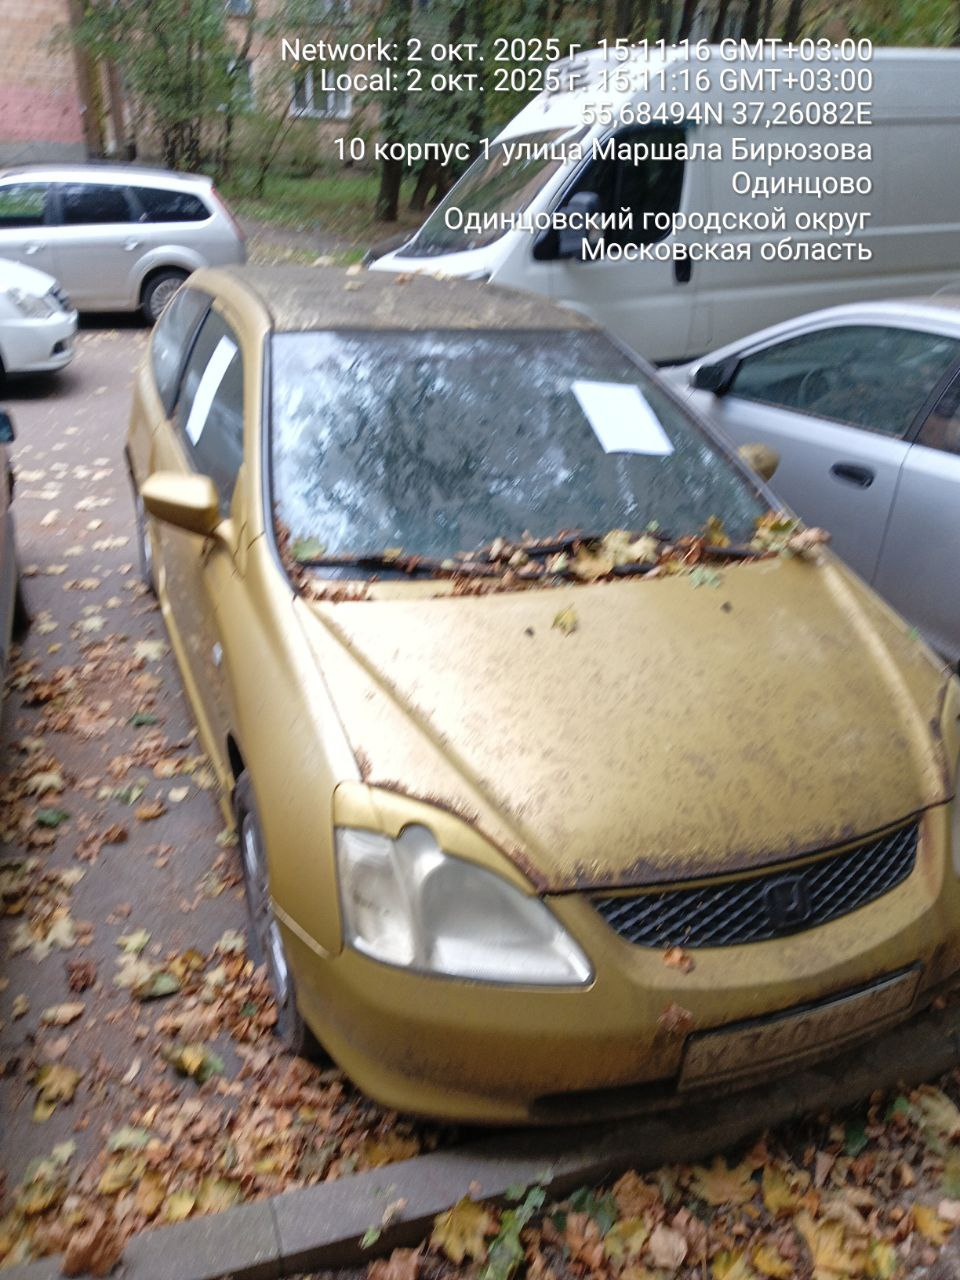 Network: 2 окт. 2025 г. 15:11:16 GMT+03:00
Local: 2 окт. 2025 г. 15:11:16 GMT+03:00
55,68494N 37,26082E
10 корпус 1 улица Маршала Бирюзова
Одинцово
Одинцовский городской округ
Московская область